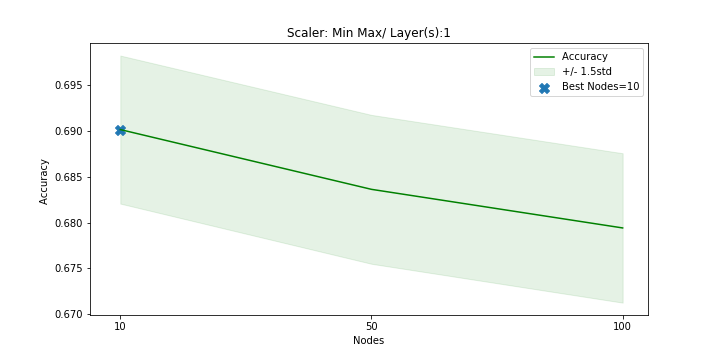 Scaler: Min Max/ Layer(s):1
Accuracy
+/- 1.5std
Best Nodes=10
Accuracy
0.695
0.690
0.685
0.680
0.675
0.670
10
50
100
Nodes